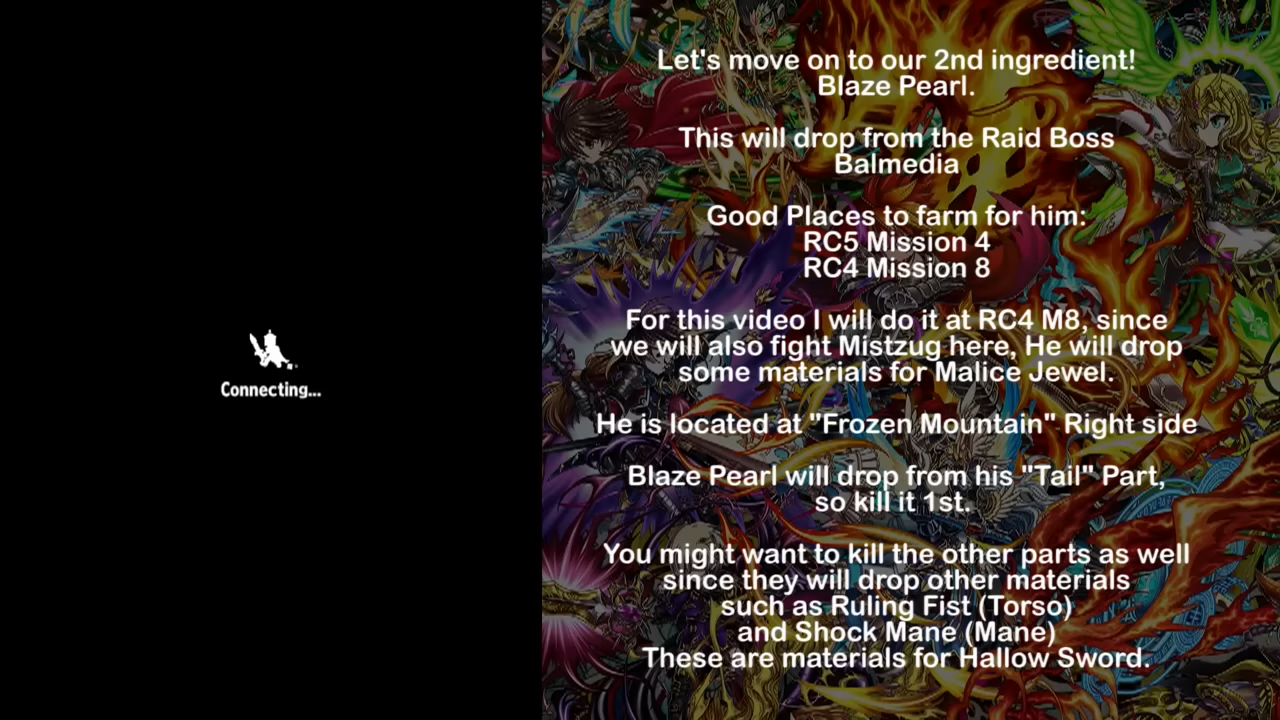 Connecting...
Let's move on to our 2nd ingredient!
Blaze Pearl.
This will drop from the Raid Boss
Balmedia
Good Places to farm for him:
RC5 Mission 4
RC4 Mission 8
For this video I will do it at RC4 M8, since
we will also fight Mistzug here, He will drop
some materials for Malice Jewel.
He is located at "Frozen Mountain" Right side
Blaze Pearl will drop from his "Tail" Part,
so kill it 1st.
You might want to kill the other parts as well
since they will drop other materials
such as Ruling Fist (Torso)
and Shock Mane (Mane)
These are materials for Hallow Sword.